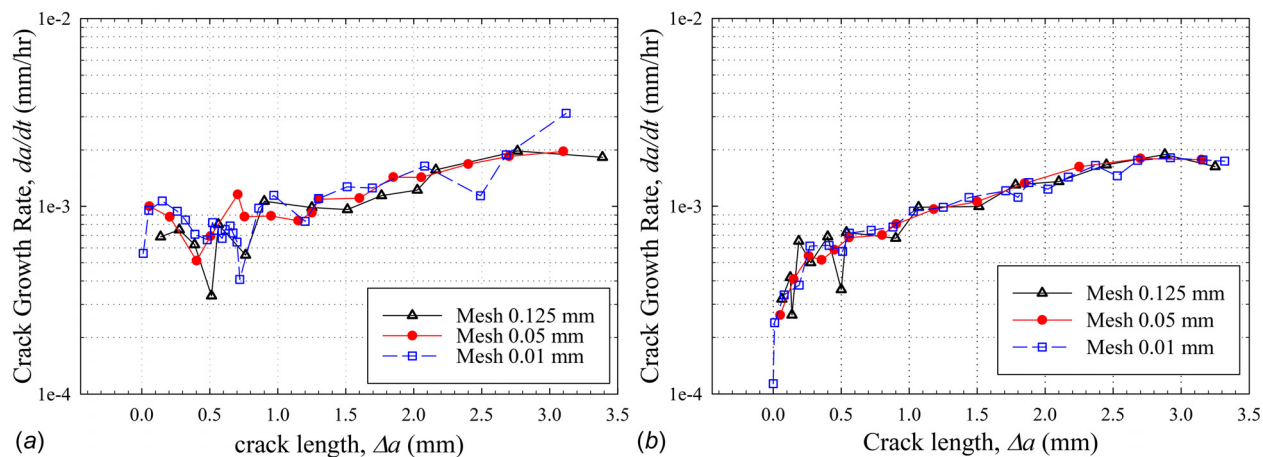 1e-2
1e-3
1e-4
Crack Growth Rate, da/dt (mm/hr)
Mesh 0.125 mm
Mesh 0.05 mm
Mesh 0.01 mm
0.0 0.5 1.0 1.5 2.0 2.5 3.0 3.5
crack length, Δa (mm)
(a)
1e-2
1e-3
1e-4
Crack Growth Rate, da/dt (mm/hr)
Mesh 0.125 mm
Mesh 0.05 mm
Mesh 0.01 mm
0.0 0.5 1.0 1.5 2.0 2.5 3.0 3.5
Crack length, Δa (mm)
(b)